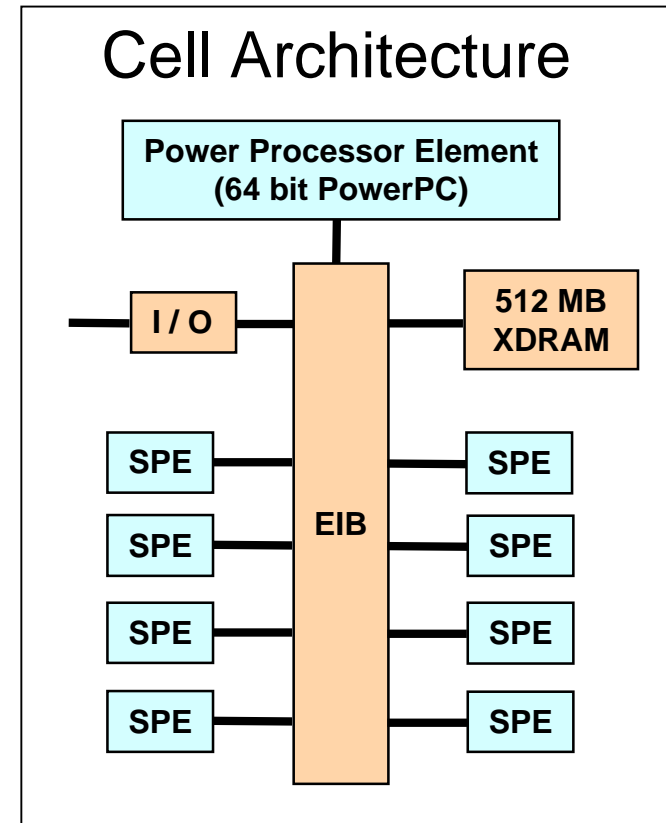 Cell Architecture
Power Processor Element
(64 bit PowerPC)
I / O
512 MB
XDRAM
SPE
SPE
EIB
SPE
SPE
SPE
SPE
SPE
SPE